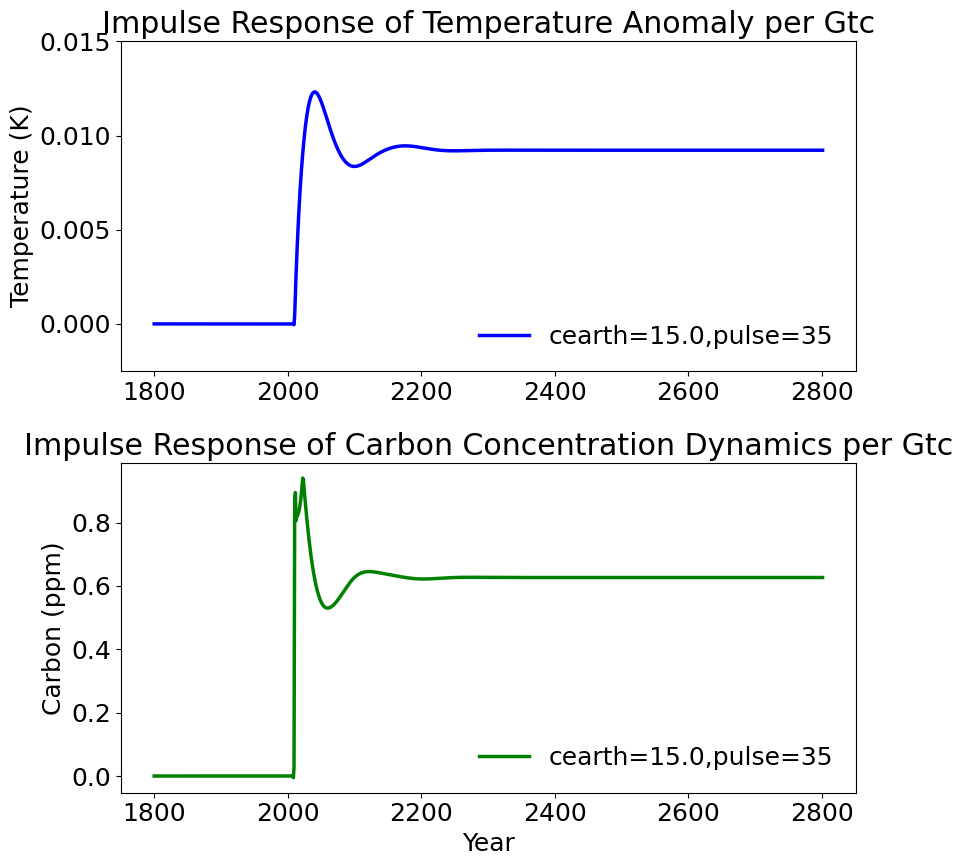 Impulse Response of Temperature Anomaly per Gtc
0.015
0.010
0.005
0.000
Temperature (K)
cearth=15.0,pulse=35
1800 2000 2200 2400 2600 2800
Impulse Response of Carbon Concentration Dynamics per Gtc
0.8
0.6
0.4
0.2
0.0
Carbon (ppm)
cearth=15.0,pulse=35
1800 2000 2200 2400 2600 2800
Year